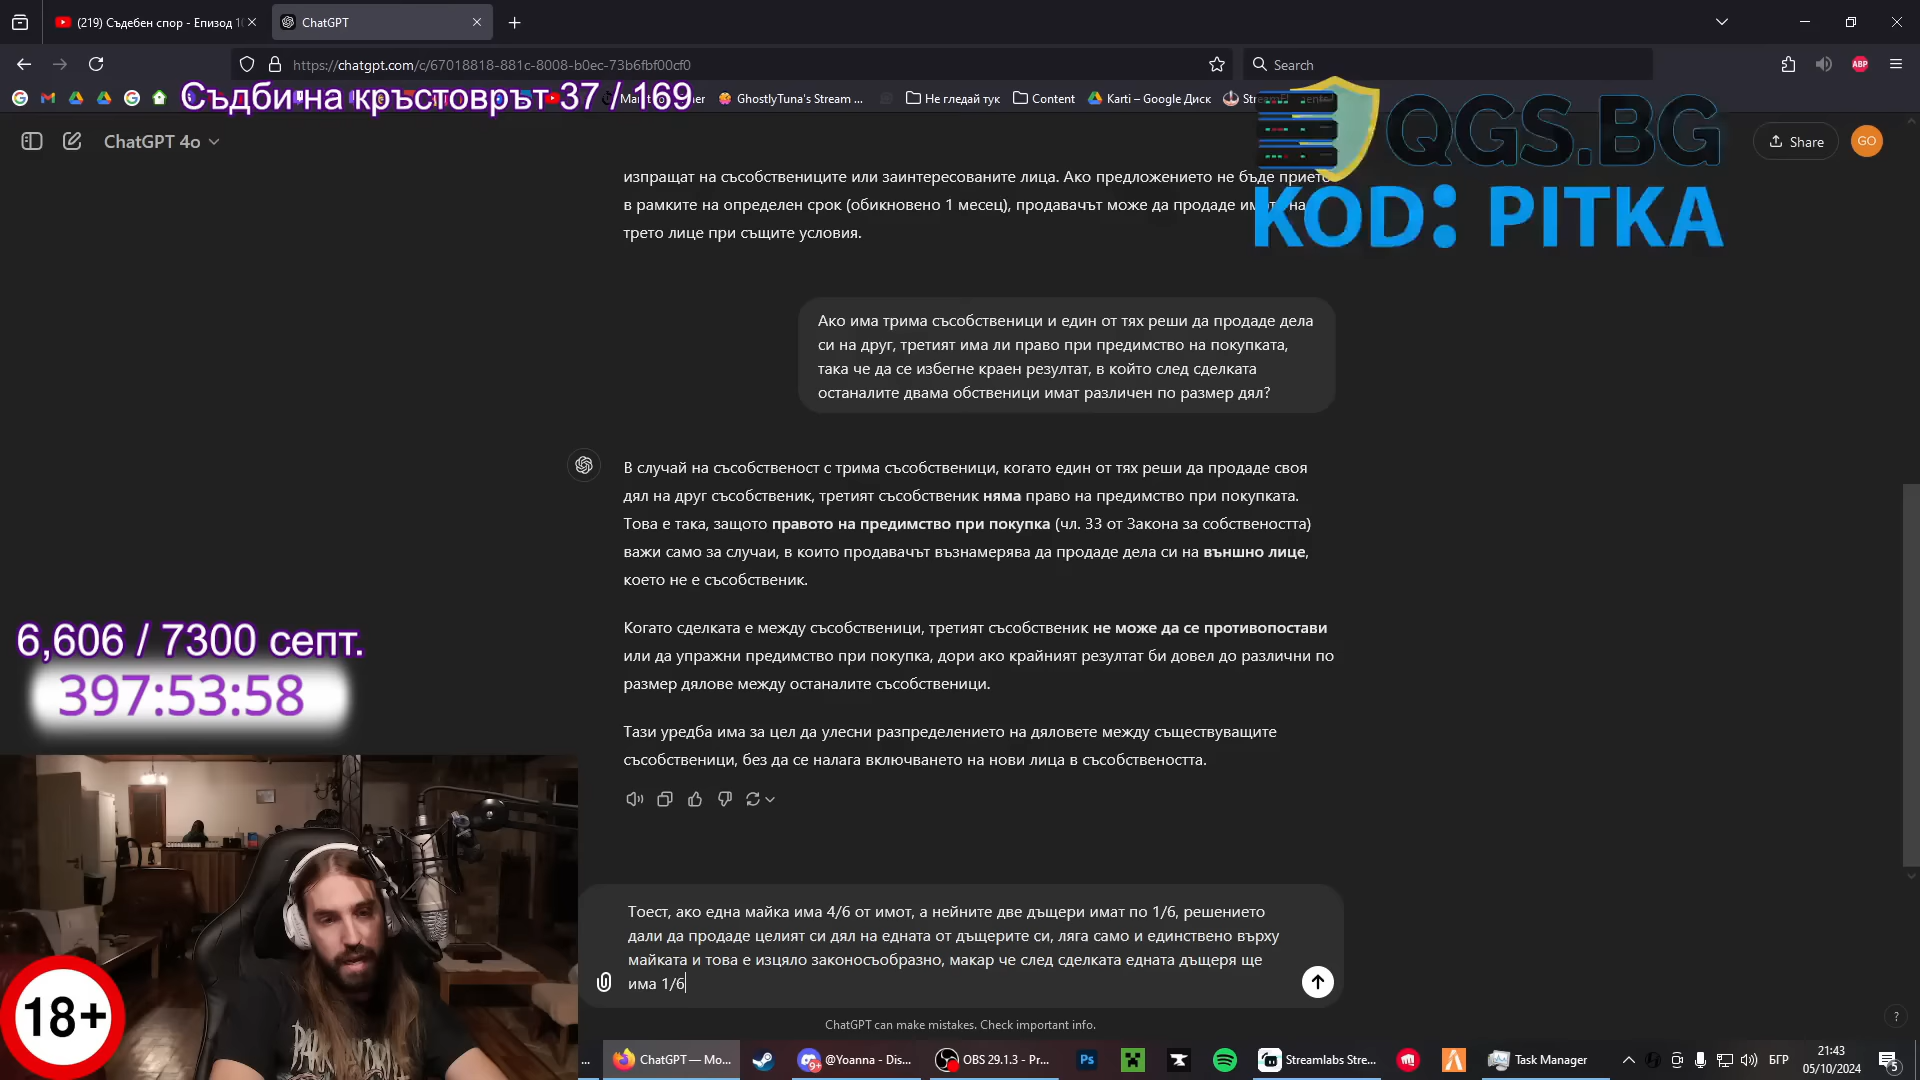 (219) Съдебен спор - Епизод 10
ChatGPT
https://chatgpt.com/c/67018818-881c-8008-b0ec-73b6fbf00cf0
Search
ABP
Съдби на кръстоврът 37 / 169
GhostlyTuna's Stream ...
Не гледай тук
Content
Karti – Google Диск
QGS.BG
KOD: PITKA
ChatGPT 4o
Share
GO
изпращат на съсобствениците или заинтересованите лица. Ако предложението не бъде прието
в рамките на определен срок (обикновено 1 месец), продавачът може да продаде имота на
трето лице при същите условия.
Ако има трима съсобственици и един от тях реши да продаде дела
си на друг, третият има ли право при предимство на покупката,
така че да се избегне краен резултат, в който след сделката
останалите двама обственици имат различен по размер дял?
В случай на съсобственост с трима съсобственици, когато един от тях реши да продаде своя
дял на друг съсобственик, третият съсобственик няма право на предимство при покупката.
Това е така, защото правото на предимство при покупка (чл. 33 от Закона за собствеността)
важи само за случаи, в които продавачът възнамерява да продаде дела си на външно лице,
което не е съсобственик.
Когато сделката е между съсобственици, третият съсобственик не може да се противопостави
или да упражни предимство при покупка, дори ако крайният резултат би довел до различни по
размер дялове между останалите съсобственици.
Тази уредба има за цел да улесни разпределението на дяловете между съществуващите
съсобственици, без да се налага включването на нови лица в съсобствеността.
6,606 / 7300 септ.
397:53:58
18+
Тоест, ако една майка има 4/6 от имот, а нейните две дъщери имат по 1/6, решението
дали да продаде целият си дял на едната от дъщерите си, ляга само и единствено върху
майката и това е изцяло законосъобразно, макар че след сделката едната дъщеря ще
има 1/6
ChatGPT can make mistakes. Check important info.
?
... ChatGPT — Mo...
@Yoanna - Dis...
OBS 29.1.3 - Pr...
Ps
Streamlabs Stre...
Task Manager
БГР
21:43
05/10/2024
5